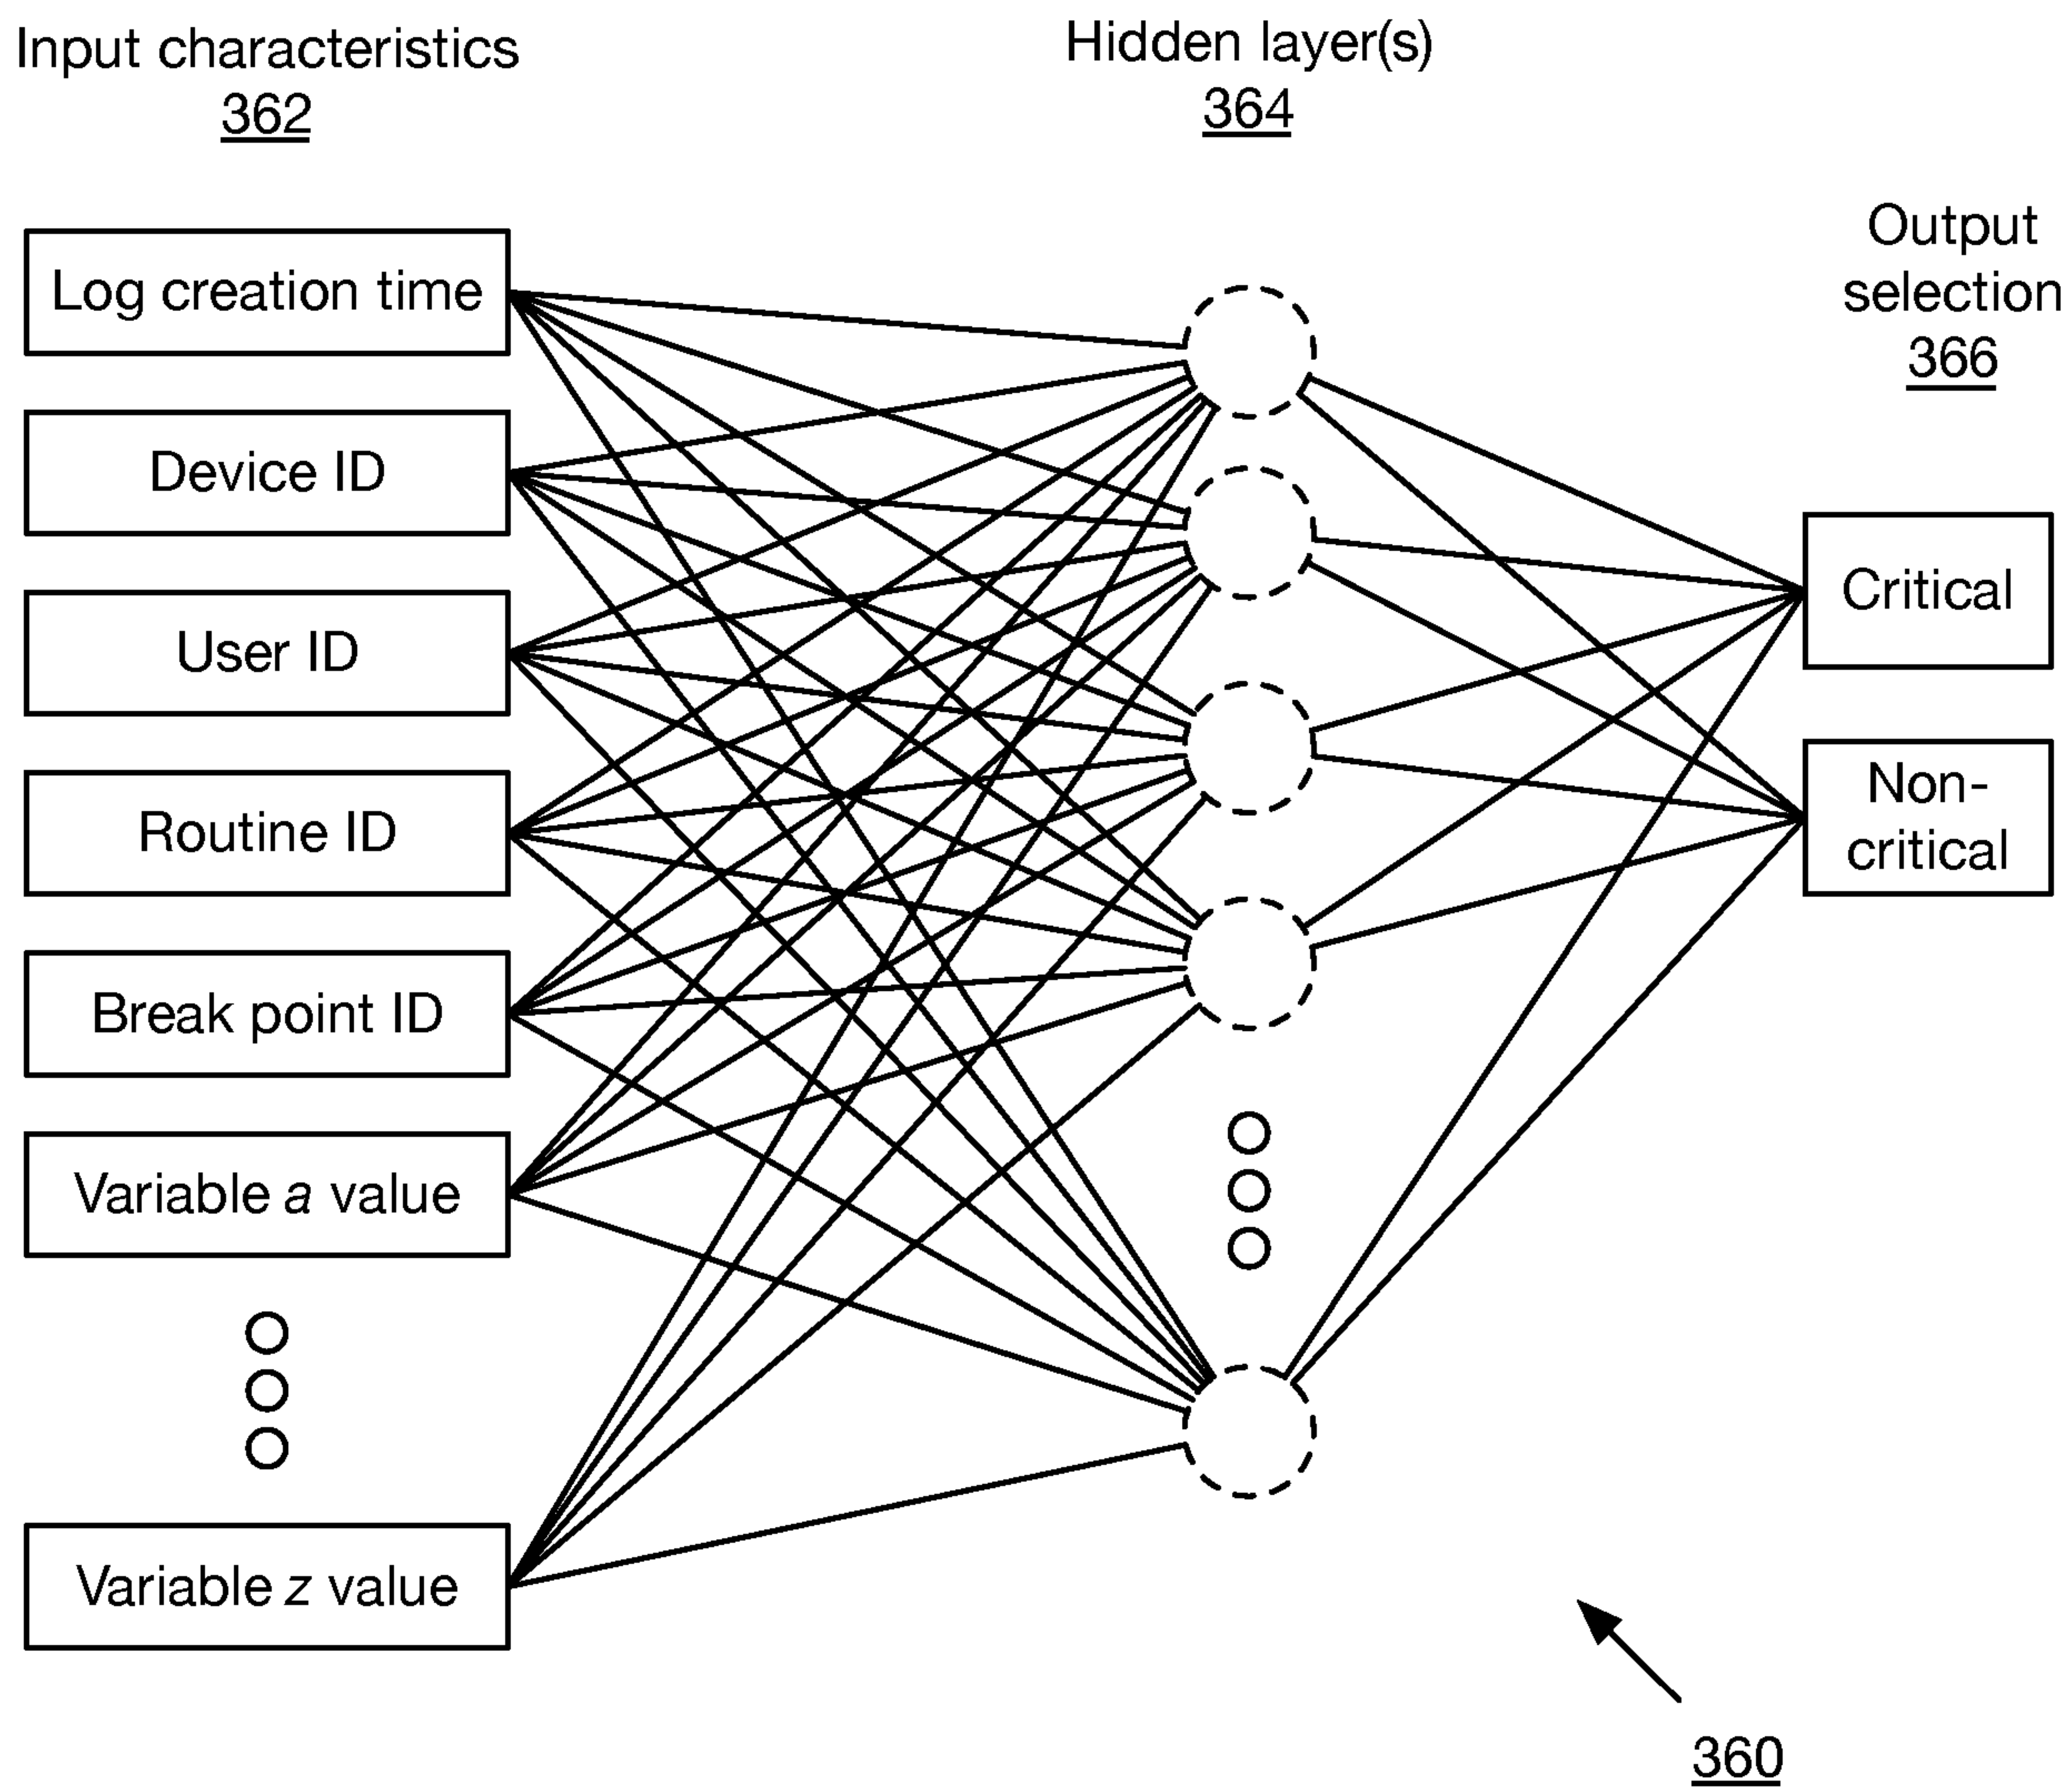 Input characteristics
362
Hidden layer(s)
364
Output
selection
366
Log creation time
Device ID
User ID
Routine ID
Break point ID
Variable a value
Variable z value
Critical
Non-
critical
360